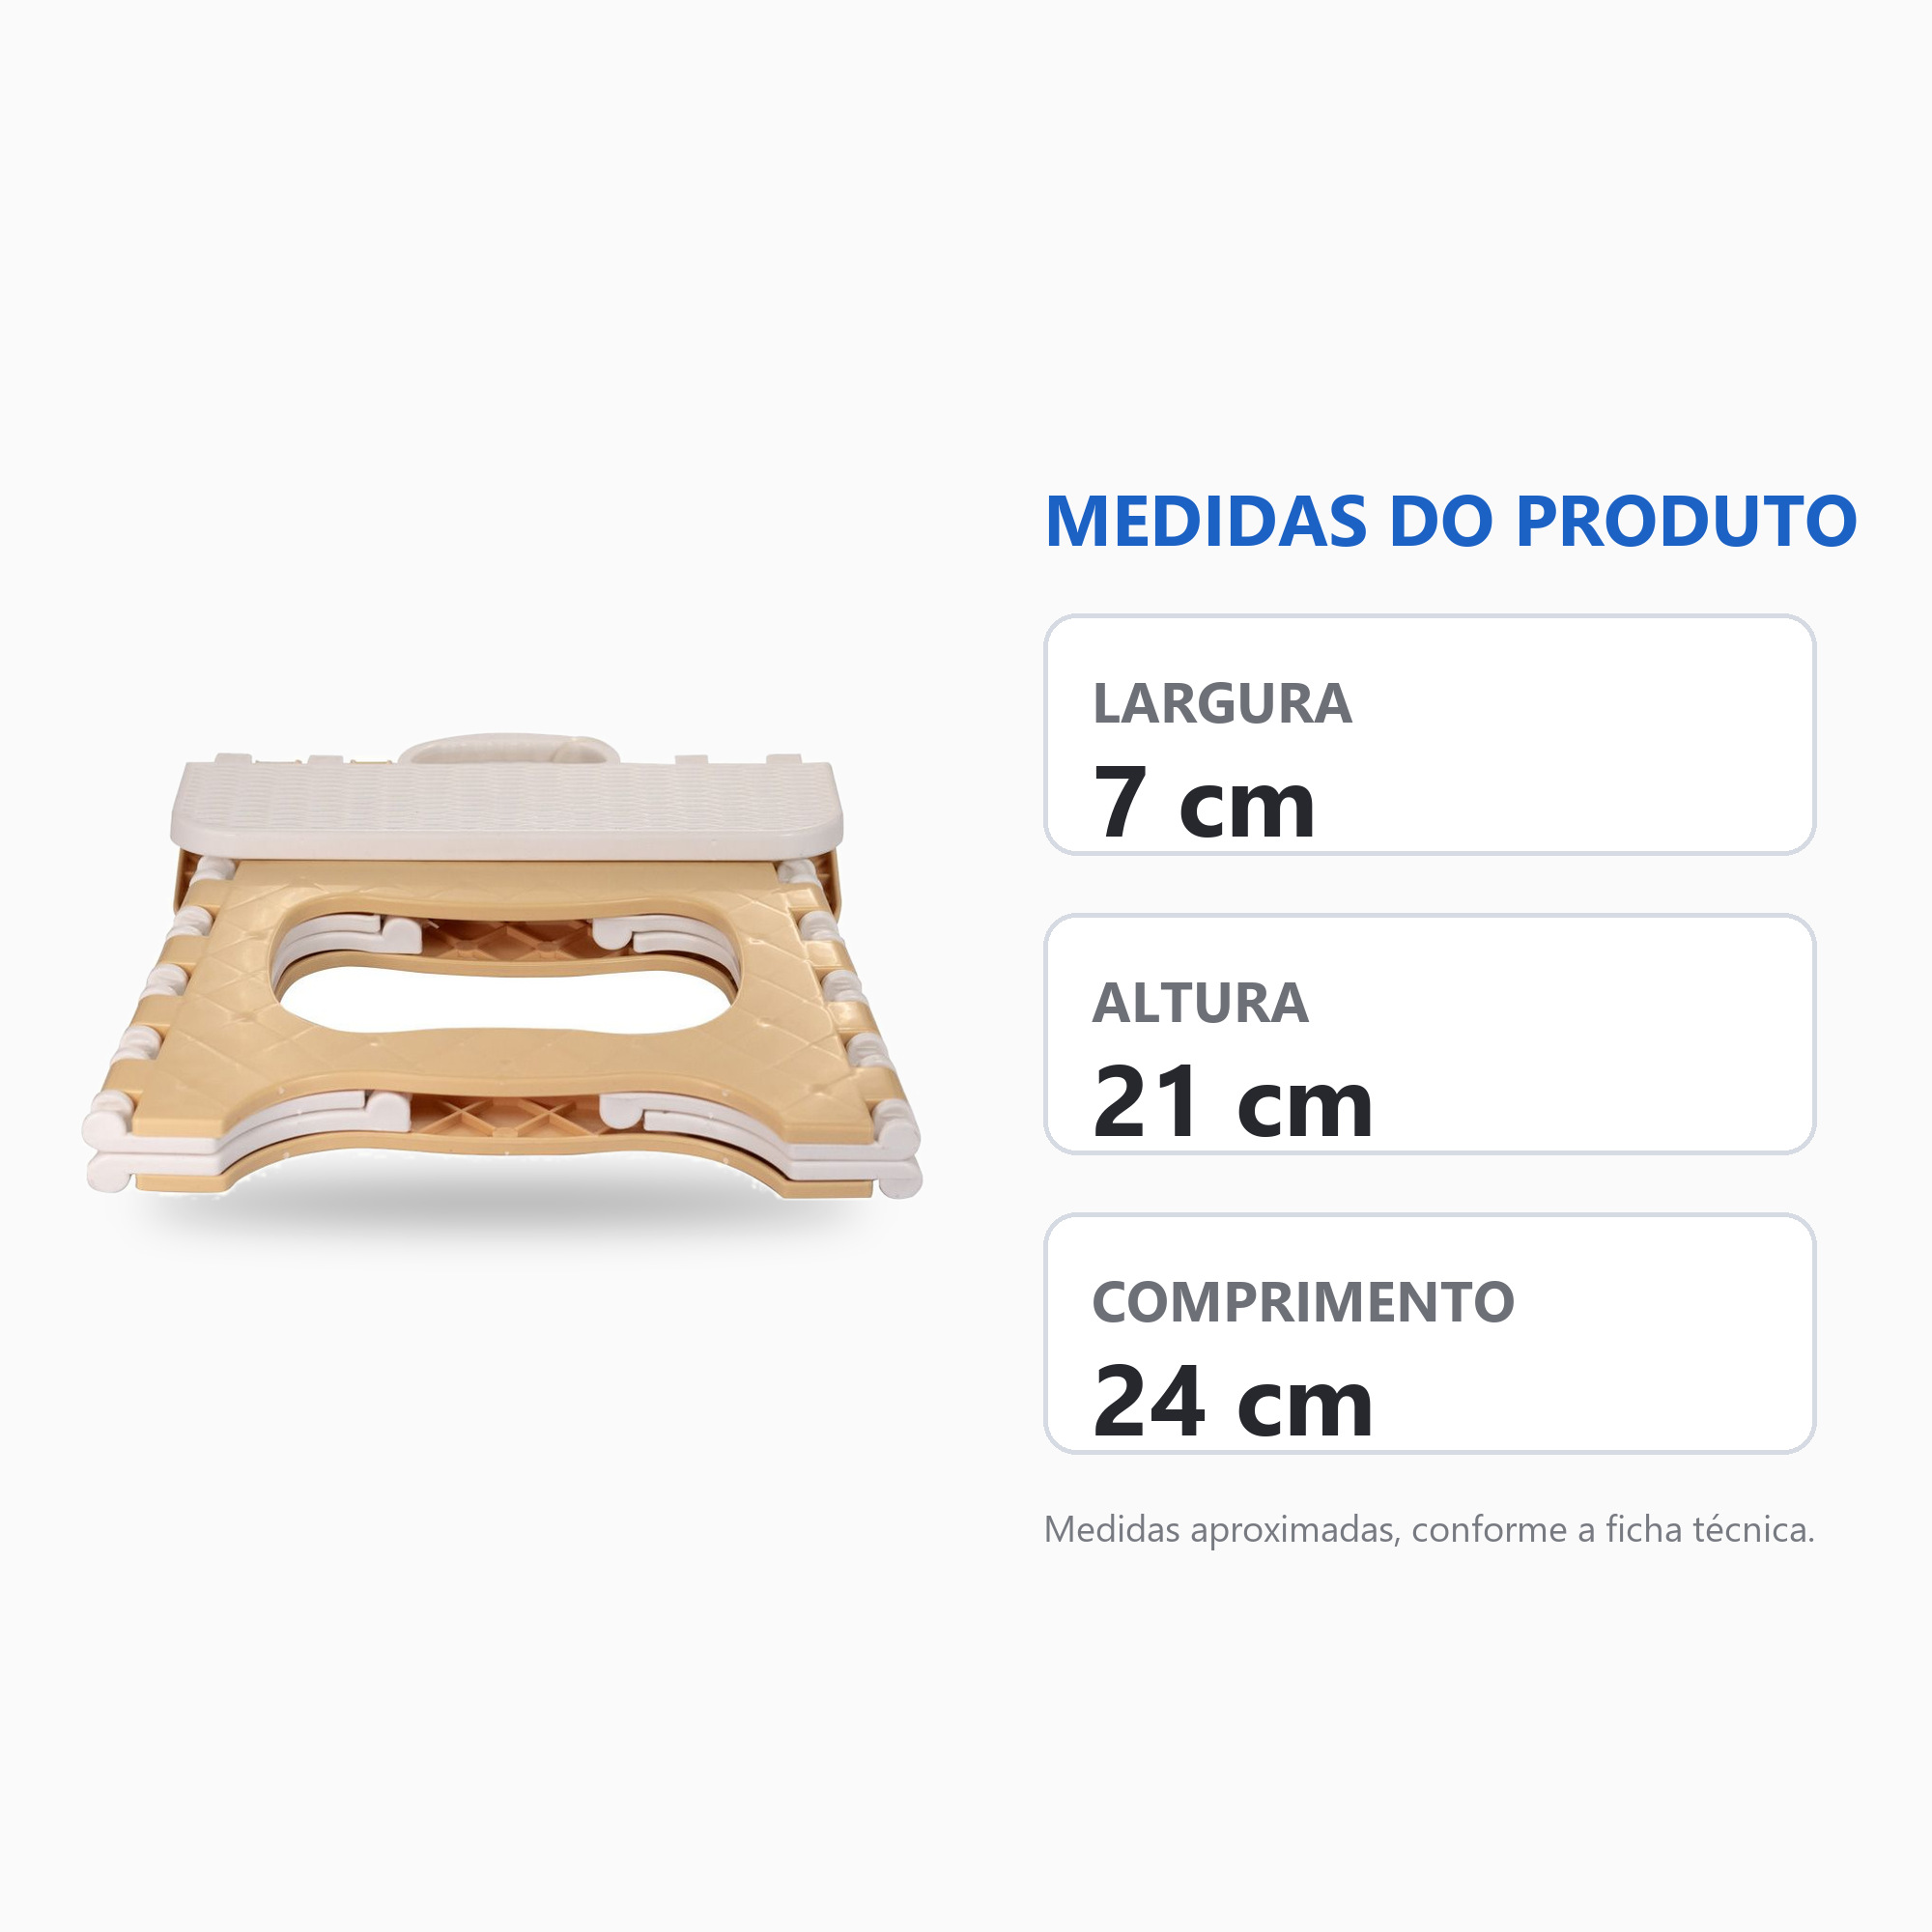 MEDIDAS DO PRODUTO
LARGURA
7 cm
ALTURA
21 cm
COMPRIMENTO
24 cm
Medidas aproximadas, conforme a ficha técnica.